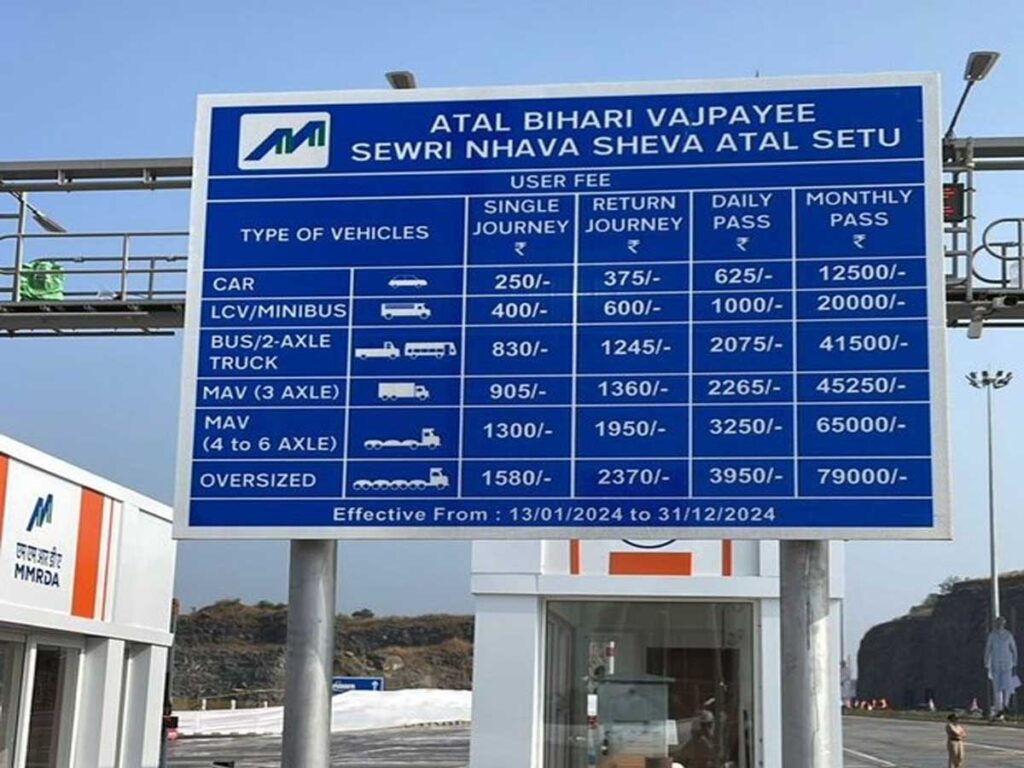 ATAL BIHARI VAJPAYEE
SEWRI NHAVA SHEVA ATAL SETU
USER FEE
TYPE OF VEHICLES SINGLE JOURNEY ₹ RETURN JOURNEY ₹ DAILY PASS ₹ MONTHLY PASS ₹
CAR 250/- 375/- 625/- 12500/-
LCV/MINIBUS 400/- 600/- 1000/- 20000/-
BUS/2-AXLE TRUCK 830/- 1245/- 2075/- 41500/-
MAV (3 AXLE) 905/- 1360/- 2265/- 45250/-
MAV (4 to 6 AXLE) 1300/- 1950/- 3250/- 65000/-
OVERSIZED 1580/- 2370/- 3950/- 79000/-
Effective From : 13/01/2024 to 31/12/2024
एम एम आर डी ए
MMRDA